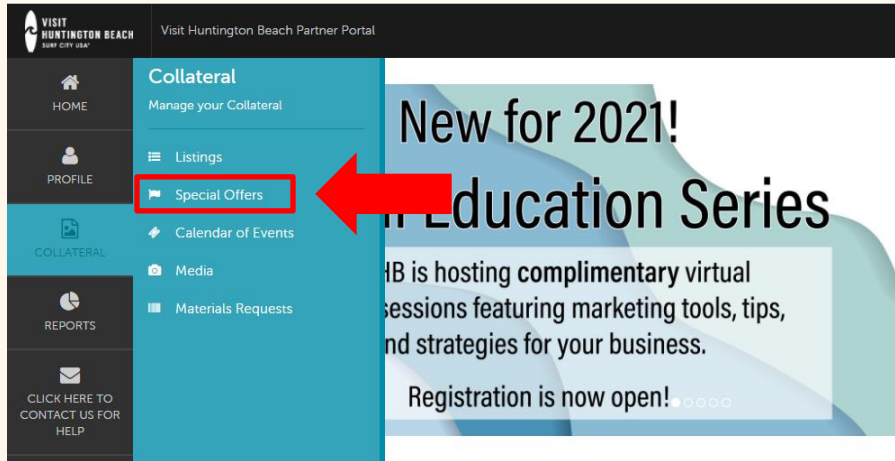 VISIT
HUNTINGTON BEACH
SURF CITY USA®
Visit Huntington Beach Partner Portal
HOME
PROFILE
COLLATERAL
REPORTS
CLICK HERE TO
CONTACT US FOR
HELP
Collateral
Manage your Collateral
Listings
Special Offers
Calendar of Events
Media
Materials Requests
New for 2021!
Education Series
HB is hosting complimentary virtual
sessions featuring marketing tools, tips,
nd strategies for your business.
Registration is now open!